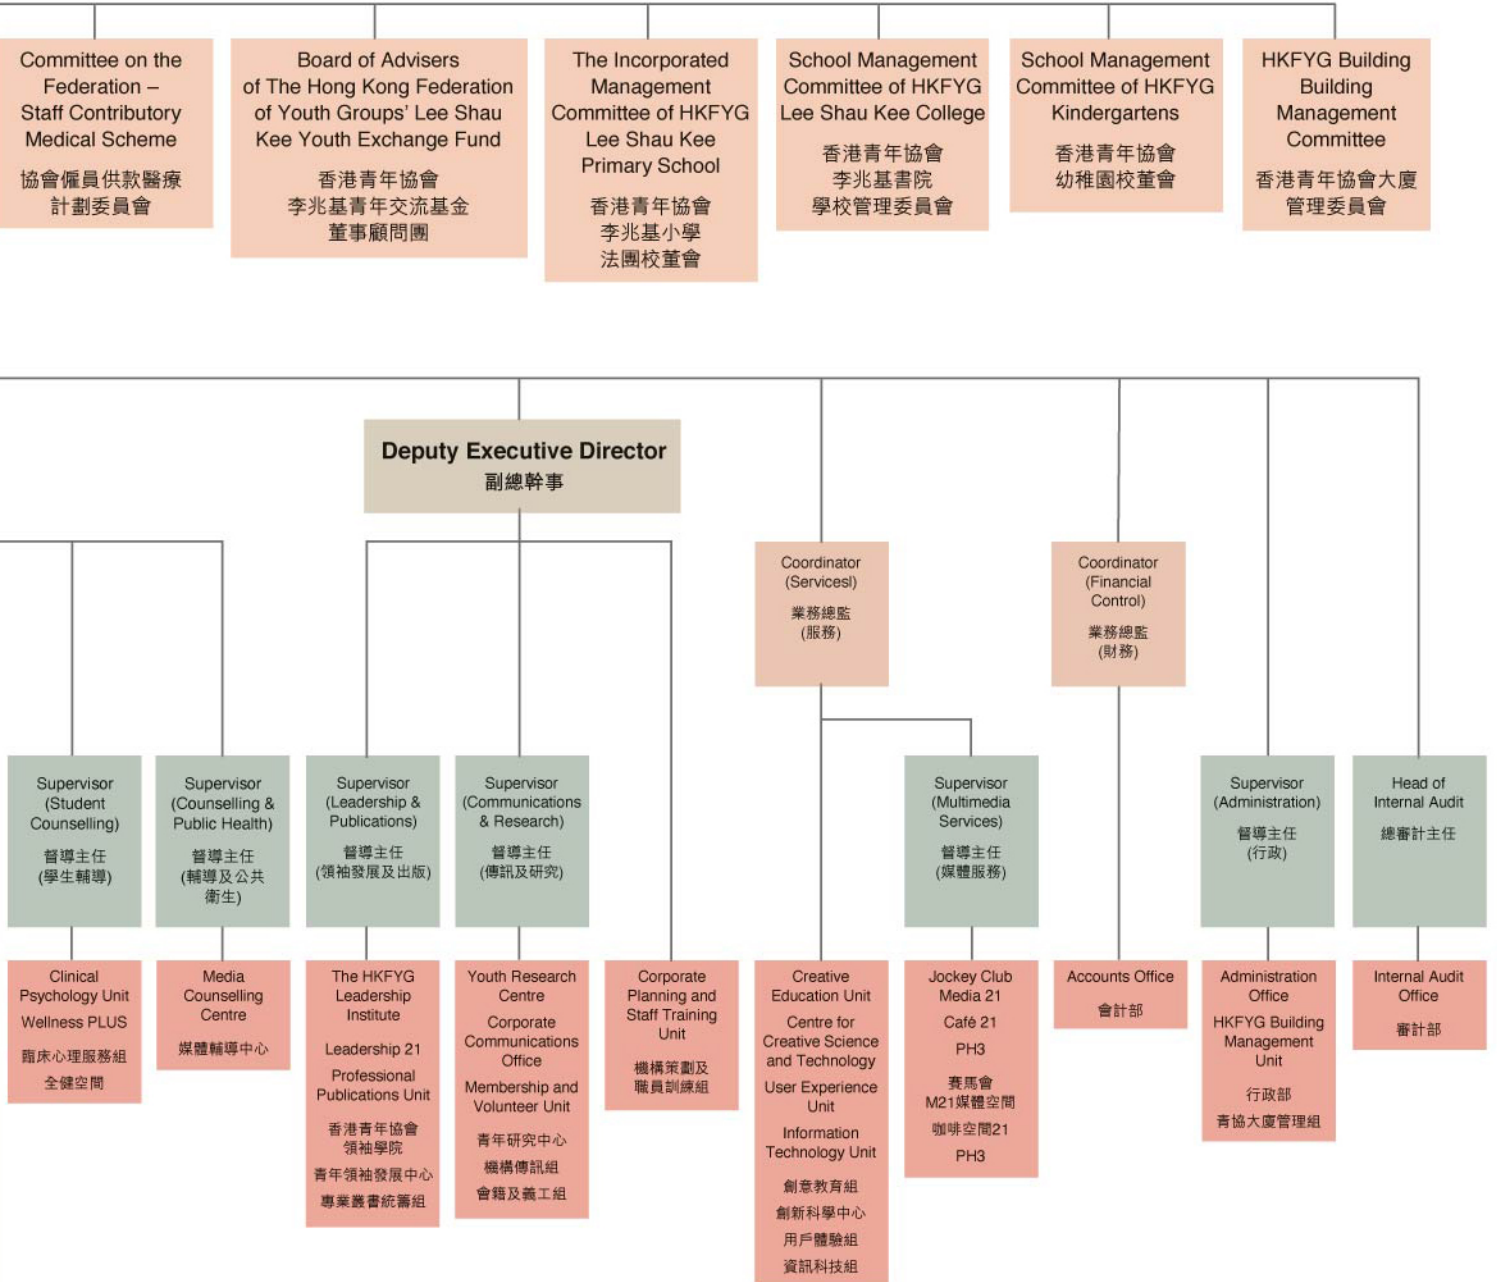 Committee on the
Federation –
Staff Contributory
Medical Scheme
協會僱員供款醫療
計劃委員會
Board of Advisers
of The Hong Kong Federation
of Youth Groups' Lee Shau
Kee Youth Exchange Fund
香港青年協會
李兆基青年交流基金
董事顧問團
The Incorporated
Management
Committee of HKFYG
Lee Shau Kee
Primary School
香港青年協會
李兆基小學
法團校董會
School Management
Committee of HKFYG
Lee Shau Kee College
香港青年協會
李兆基書院
學校管理委員會
School Management
Committee of HKFYG
Kindergartens
香港青年協會
幼稚園校董會
HKFYG Building
Building
Management
Committee
香港青年協會大廈
管理委員會
Deputy Executive Director
副總幹事
Coordinator
(Servicesl)
業務總監
(服務)
Coordinator
(Financial
Control)
業務總監
(財務)
Supervisor
(Student
Counselling)
督導主任
(學生輔導)
Supervisor
(Counselling &
Public Health)
督導主任
(輔導及公共
衛生)
Supervisor
(Leadership &
Publications)
督導主任
(領袖發展及出版)
Supervisor
(Communications
& Research)
督導主任
(傳訊及研究)
Supervisor
(Multimedia
Services)
督導主任
(媒體服務)
Supervisor
(Administration)
督導主任
(行政)
Head of
Internal Audit
總審計主任
Clinical
Psychology Unit
Wellness PLUS
臨床心理服務組
全健空間
Media
Counselling
Centre
媒體輔導中心
The HKFYG
Leadership
Institute
Leadership 21
Professional
Publications Unit
香港青年協會
領袖學院
青年領袖發展中心
專業叢書統籌組
Youth Research
Centre
Corporate
Communications
Office
Membership and
Volunteer Unit
青年研究中心
機構傳訊組
會籍及義工組
Corporate
Planning and
Staff Training
Unit
機構策劃及
職員訓練組
Creative
Education Unit
Centre for
Creative Science
and Technology
User Experience
Unit
Information
Technology Unit
創意教育組
創新科學中心
用戶體驗組
資訊科技組
Jockey Club
Media 21
Café 21
PH3
賽馬會
M21媒體空間
咖啡空間21
PH3
Accounts Office
會計部
Administration
Office
HKFYG Building
Management
Unit
行政部
青協大廈管理組
Internal Audit
Office
審計部